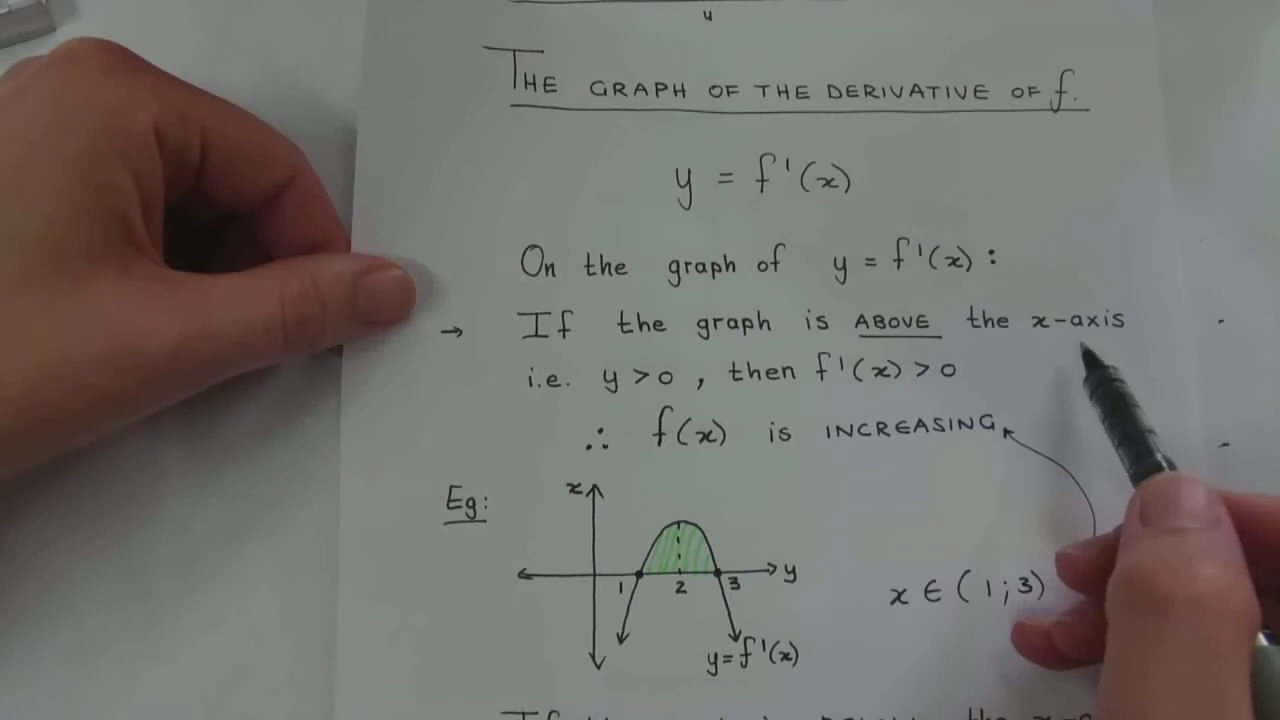 THE GRAPH OF THE DERIVATIVE OF f.
y = f'(x)
On the graph of y = f'(x) :
→ If the graph is ABOVE the x-axis
i.e. y > 0 , then f'(x) > 0
∴ f(x) is INCREASING
Eg:
x
y
1 2 3
x ∈ (1;3)
y = f'(x)